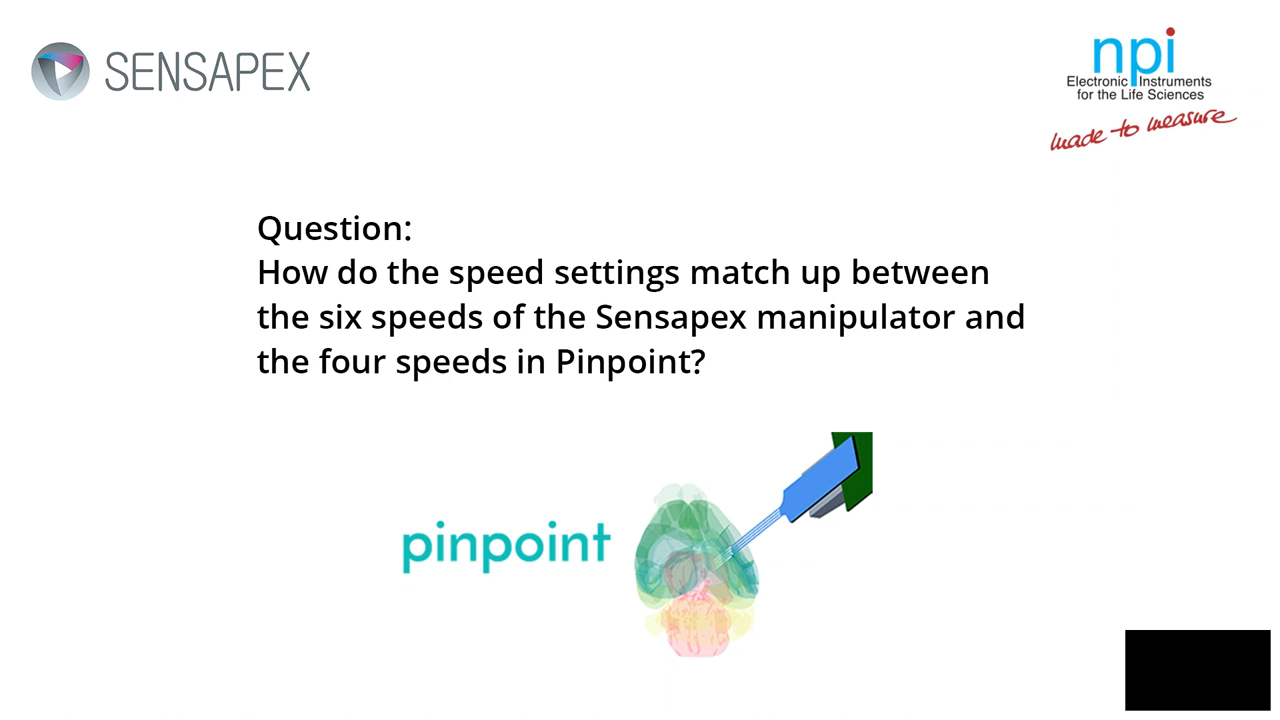 SENSAPEX
npi
Electronic Instruments
for the Life Sciences
made to measure
Question:
How do the speed settings match up between
the six speeds of the Sensapex manipulator and
the four speeds in Pinpoint?
pinpoint